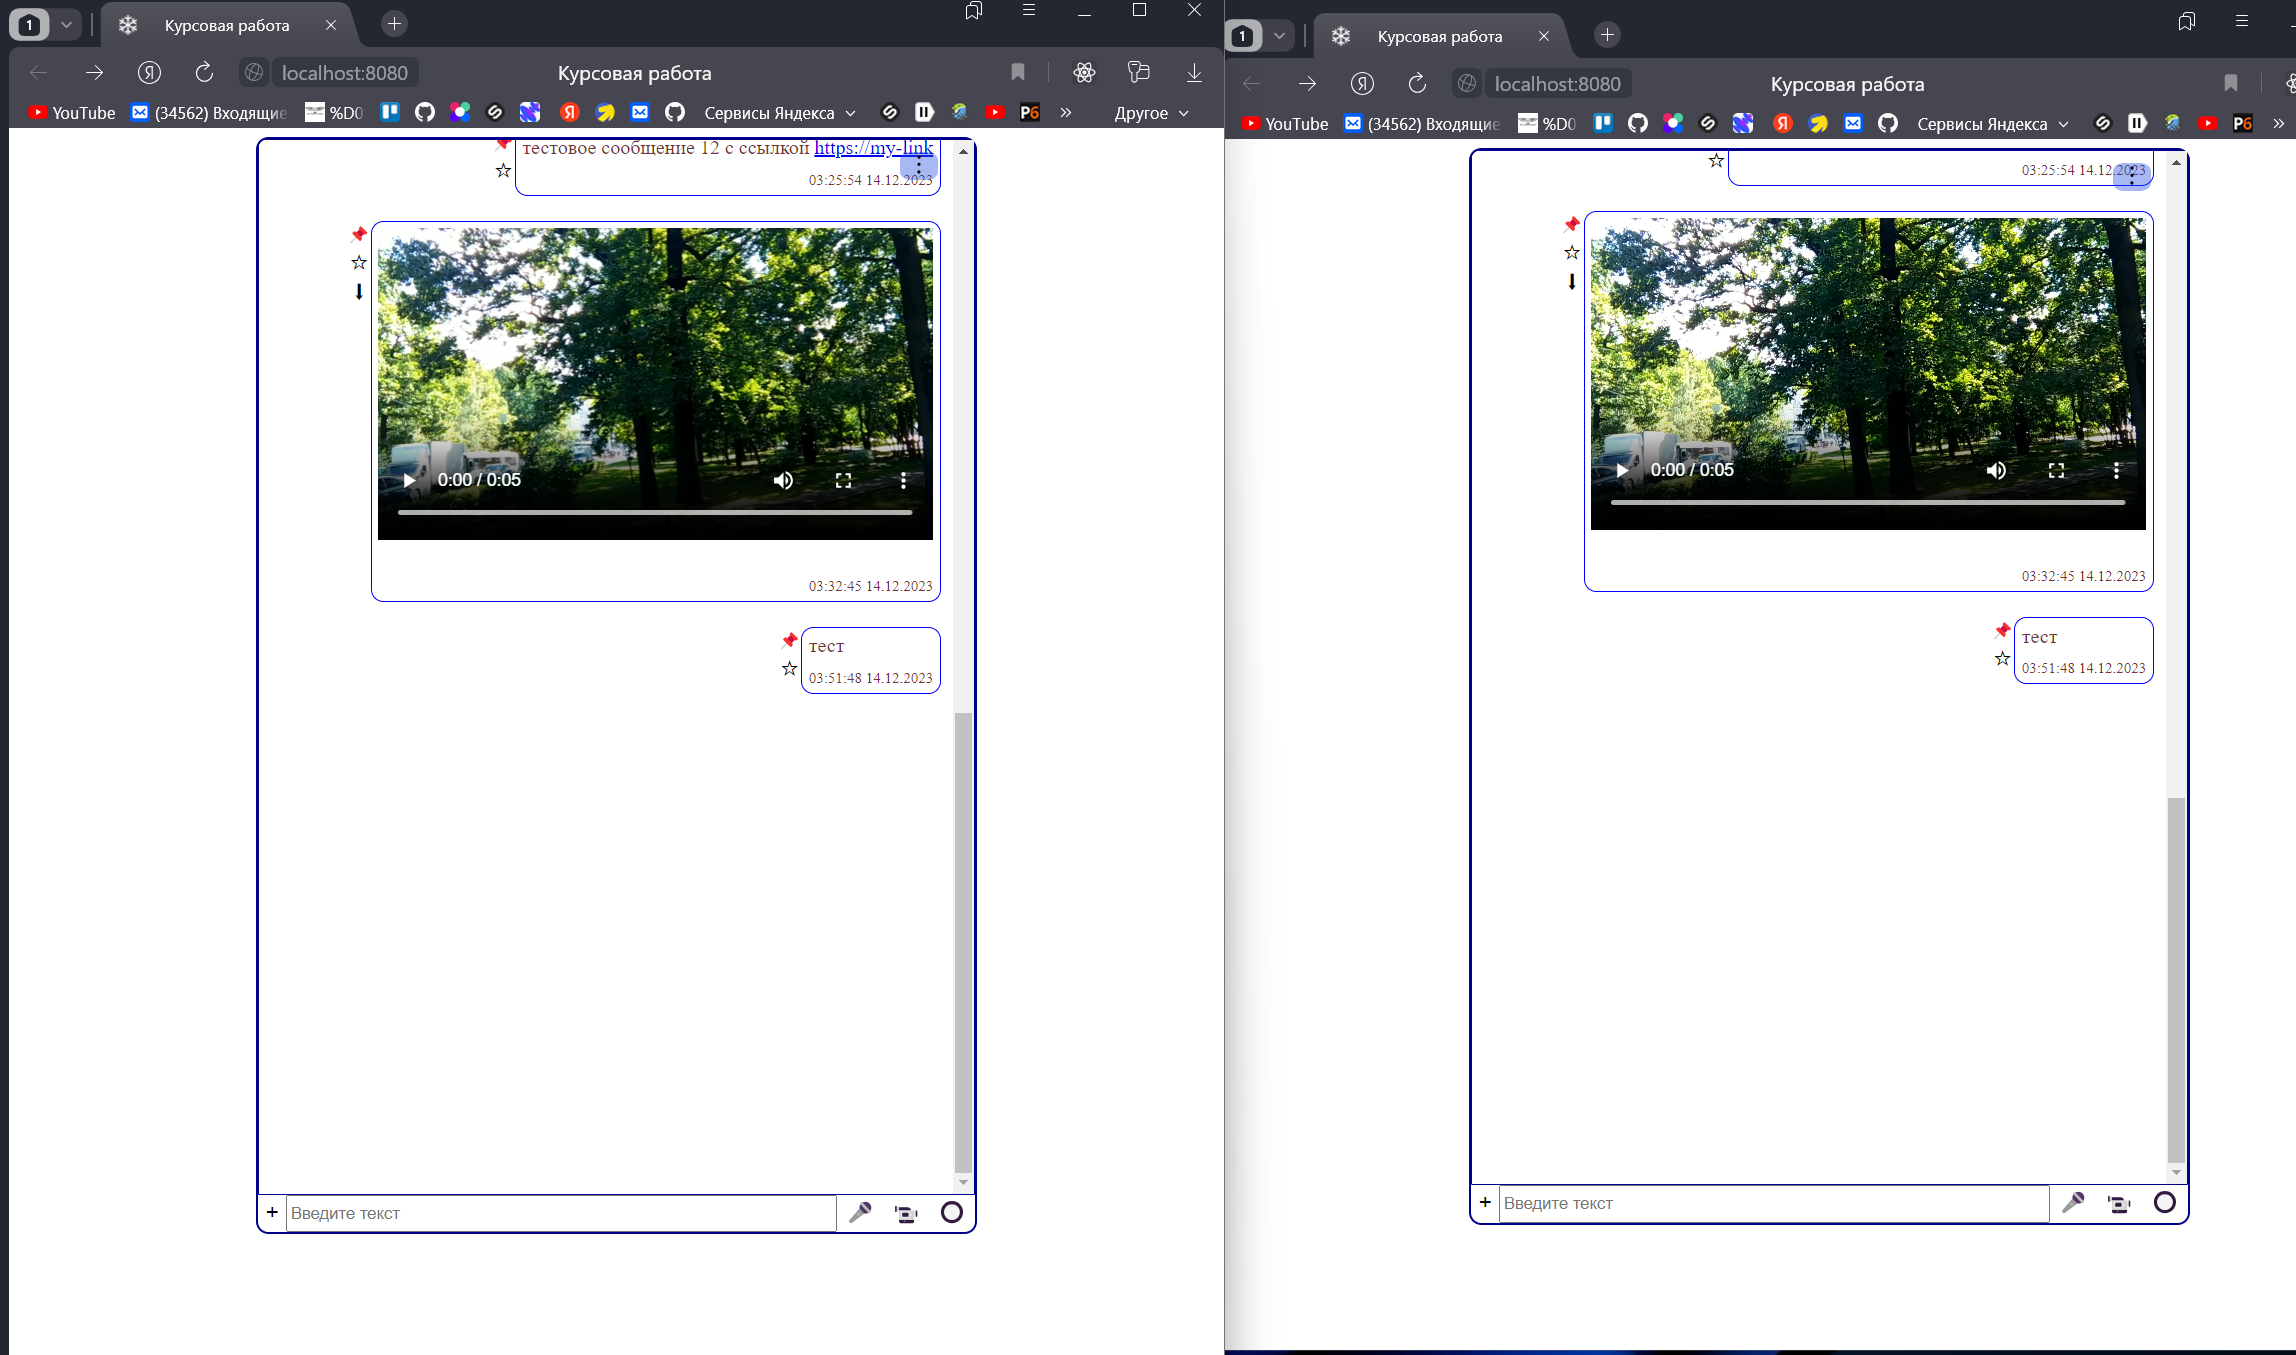 1
Курсовая работа
localhost:8080
Курсовая работа
YouTube
(34562) Входящие
%D0
Сервисы Яндекса
P6
Другое
тестовое сообщение 12 с ссылкой https://my-link
03:25:54 14.12.2023
0:00 / 0:05
03:32:45 14.12.2023
тест
03:51:48 14.12.2023
+ Введите текст
1
Курсовая работа
localhost:8080
Курсовая работа
YouTube
(34562) Входящие
%D0
Сервисы Яндекса
P6
03:25:54 14.12.2023
0:00 / 0:05
03:32:45 14.12.2023
тест
03:51:48 14.12.2023
+ Введите текст